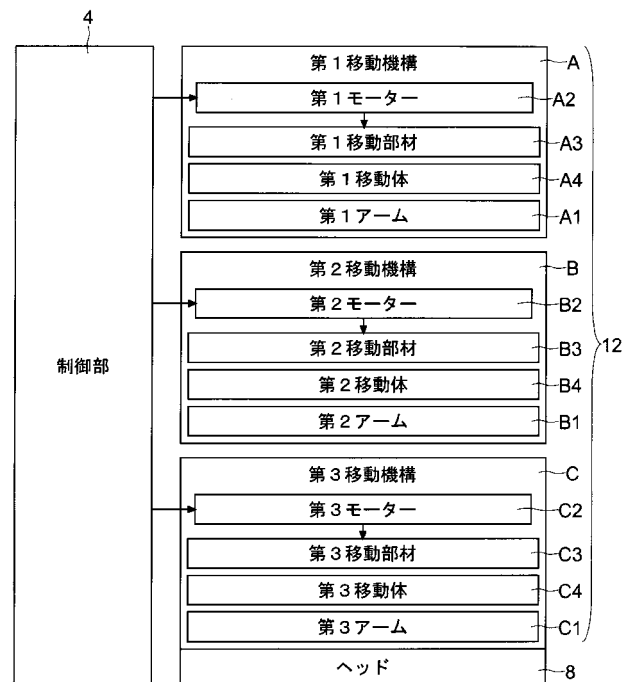 4
第1移動機構
A
第1モーター
A2
第1移動部材
A3
第1移動体
A4
第1アーム
A1
第2移動機構
B
第2モーター
B2
制御部
第2移動部材
B3
12
第2移動体
B4
第2アーム
B1
第3移動機構
C
第3モーター
C2
第3移動部材
C3
第3移動体
C4
第3アーム
C1
ヘッド
8